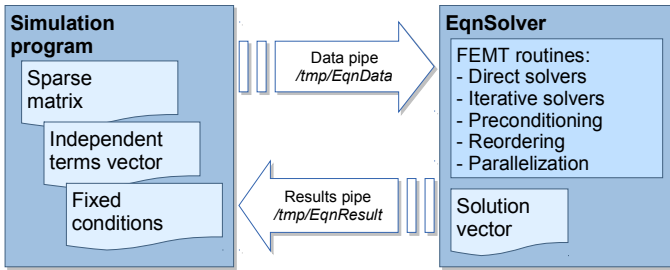 Simulation
program
Sparse
matrix
Independent
terms vector
Fixed
conditions
Data pipe
/tmp/EqnData
Results pipe
/tmp/EqnResult
EqnSolver
FEMT routines:
- Direct solvers
- Iterative solvers
- Preconditioning
- Reordering
- Parallelization
Solution
vector